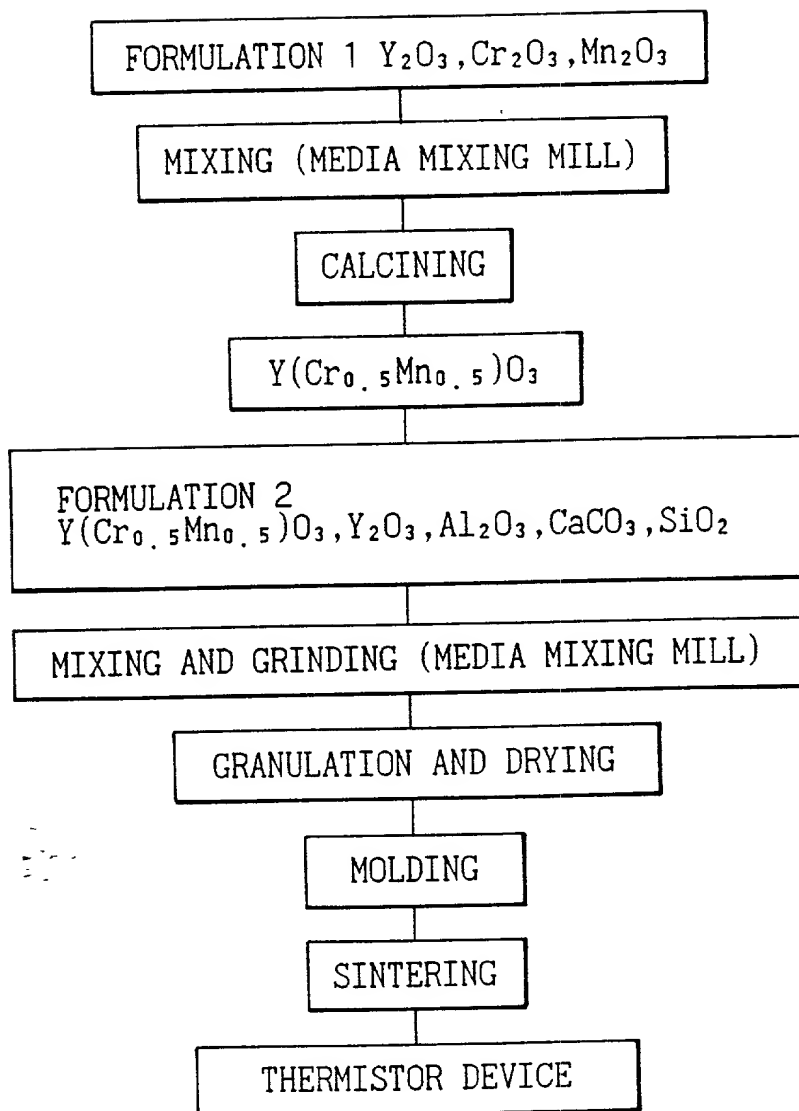 FORMULATION 1 Y₂O₃,Cr₂O₃,Mn₂O₃
MIXING (MEDIA MIXING MILL)
CALCINING
Y(Cr₀.₅Mn₀.₅)O₃
FORMULATION 2
Y(Cr₀.₅Mn₀.₅)O₃,Y₂O₃,Al₂O₃,CaCO₃,SiO₂
MIXING AND GRINDING (MEDIA MIXING MILL)
GRANULATION AND DRYING
MOLDING
SINTERING
THERMISTOR DEVICE